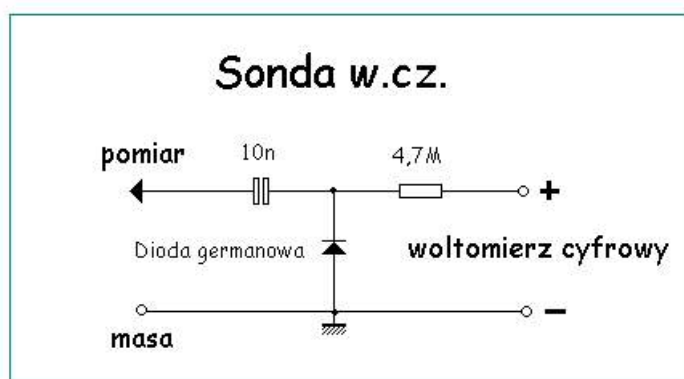 Sonda w.cz.
pomiar
10n
4,7M
+
Dioda germanowa
woltomierz cyfrowy
masa
−